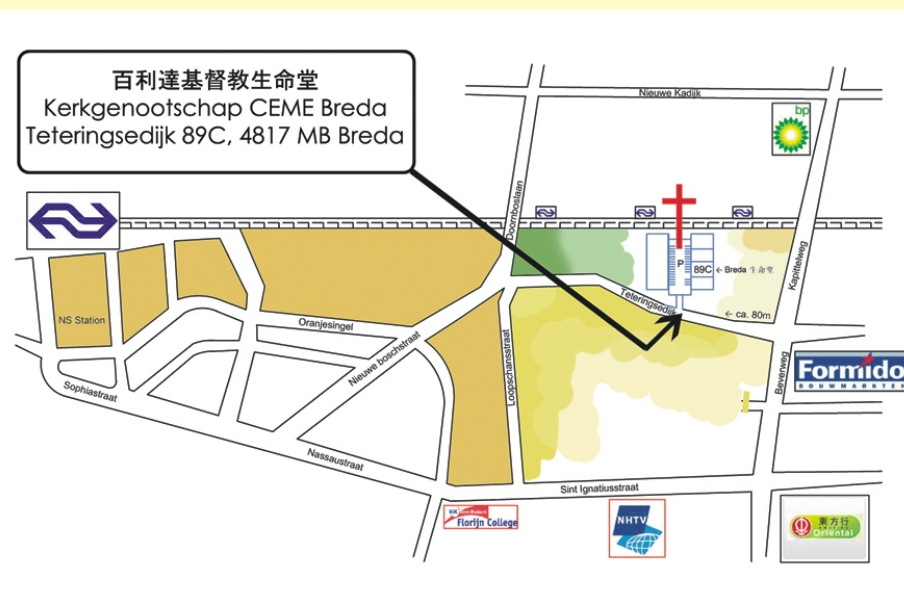 百利達基督教生命堂
Kerkgenootschap CEME Breda
Teteringsedijk 89C, 4817 MB Breda
Nieuwe Kadijk
bp
Doornboslaan
Kapittelweg
P
89C ← Breda 生命堂
Teteringsedijk
← ca. 80m
NS Station
Oranjesingel
Nieuwe boschstraat
Loopschansstraat
Beverweg
Formido
BOUWMARKTEN
Sophiastraat
Nassaustraat
Sint Ignatiusstraat
Florijn College
NHTV
東方行
Oriental